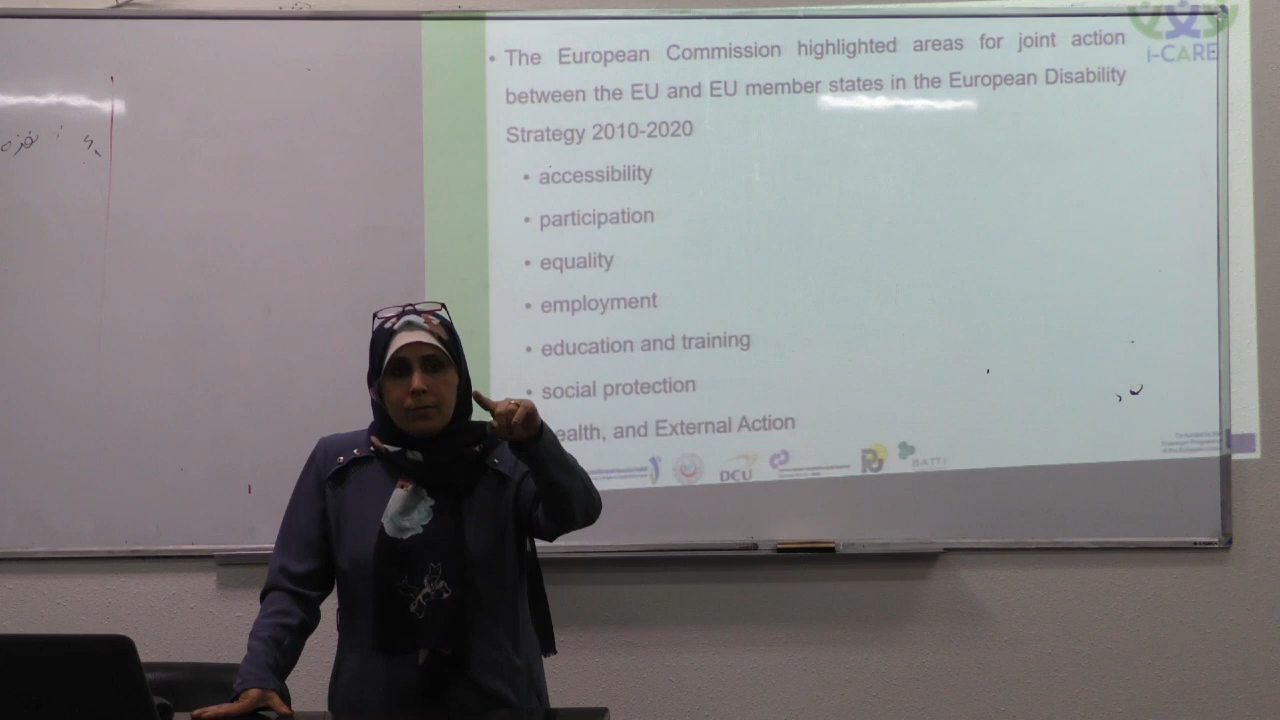 i-CARE
• The European Commission highlighted areas for joint action
between the EU and EU member states in the European Disability
Strategy 2010-2020
• accessibility
• participation
• equality
• employment
• education and training
• social protection
ealth, and External Action
DCU
BATTI